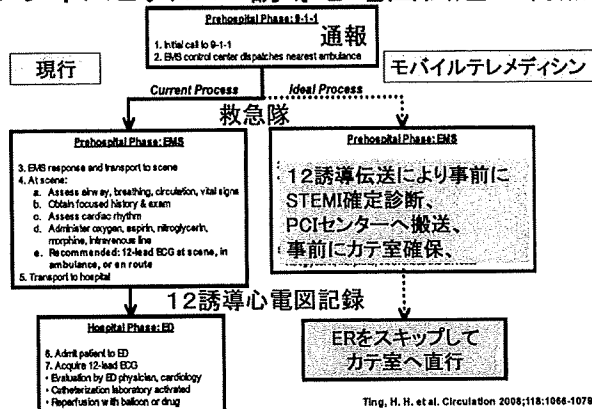 Prehospital Phase: 9-1-1
通報
1. Initial call to 9-1-1
2. EMS control center dispatches nearest ambulance
現行
モバイルテレメディシン
Current Process
Ideal Process
救急隊
Prehospital Phase: EMS
3. EMS response and transport to scene
4. At scene:
a. Assess airway, breathing, circulation, vital signs
b. Obtain focused history & exam
c. Assess cardiac rhythm
d. Administer oxygen, aspirin, nitroglycerin,
morphine, intravenous line
e. Recommended: 12-lead ECG at scene, in
ambulance, or en route
5. Transport to hospital
Prehospital Phase: EMS
12誘導伝送により事前に
STEMI確定診断、
PCIセンターへ搬送、
事前にカテ室確保、
12誘導心電図記録
Hospital Phase: ED
6. Admit patient to ED
7. Acquire 12-lead ECG
• Evaluation by ED physician, cardiology
• Catheterization laboratory activated
• Reperfusion with balloon or drug
ERをスキップして
カテ室へ直行
Ting, H. H. et al. Circulation 2008;118:1066-1079